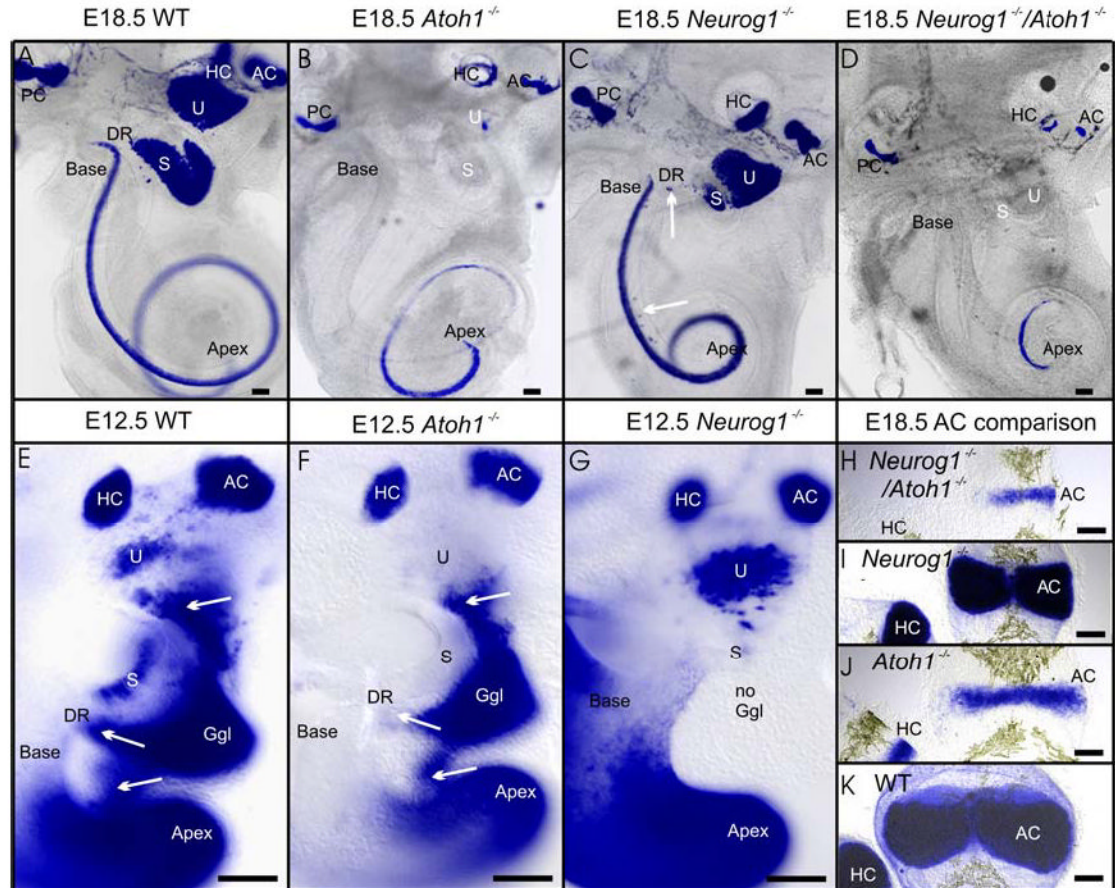 E18.5 WT
E18.5 Atoh1-/-
E18.5 Neurog1-/-
E18.5 Neurog1-/-/Atoh1-/-
A
PC
HC
AC
U
DR
S
Base
Apex
B
PC
HC
AC
U
S
Base
Apex
C
PC
HC
AC
DR
U
S
Base
Apex
D
HC
AC
PC
U
S
Base
Apex
E12.5 WT
E12.5 Atoh1-/-
E12.5 Neurog1-/-
E18.5 AC comparison
E
HC
AC
U
S
DR
Ggl
Base
Apex
F
HC
AC
U
S
DR
Ggl
Base
Apex
G
HC
AC
U
S
Base
no
Ggl
Apex
H Neurog1-/-
/Atoh1-/-
AC
HC
I Neurog1-/-
AC
HC
J Atoh1-/-
AC
HC
K WT
AC
HC